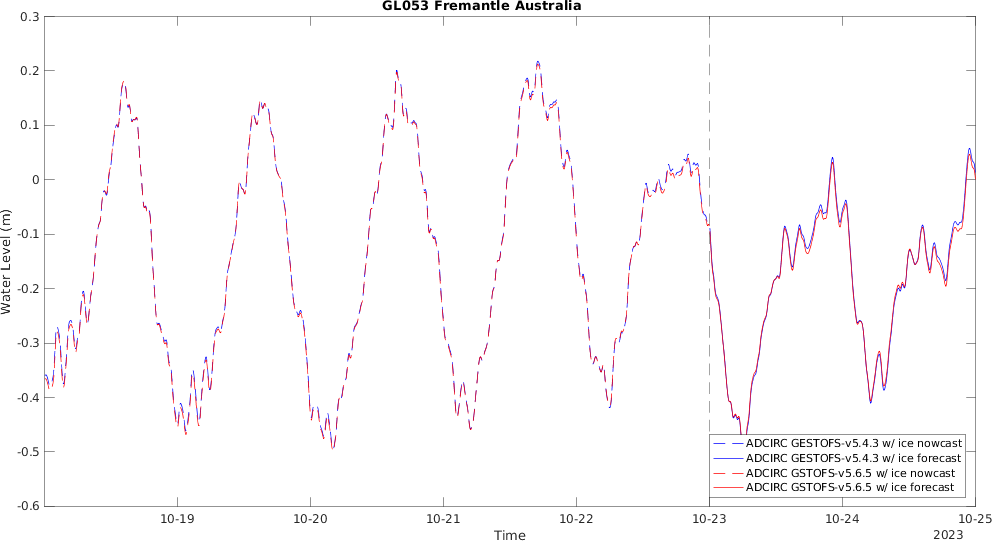 GL053 Fremantle Australia
0.3
0.2
0.1
0
-0.1
-0.2
-0.3
-0.4
-0.5
-0.6
Water Level (m)
10-19
10-20
10-21
10-22
10-23
10-24
10-25
Time
2023
ADCIRC GESTOFS-v5.4.3 w/ ice nowcast
ADCIRC GESTOFS-v5.4.3 w/ ice forecast
ADCIRC GSTOFS-v5.6.5 w/ ice nowcast
ADCIRC GSTOFS-v5.6.5 w/ ice forecast